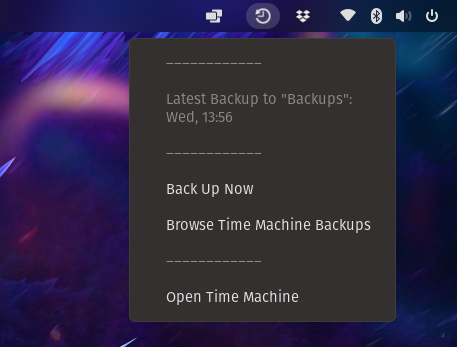 ____________
Latest Backup to "Backups":
Wed, 13:56
____________
Back Up Now
Browse Time Machine Backups
____________
Open Time Machine